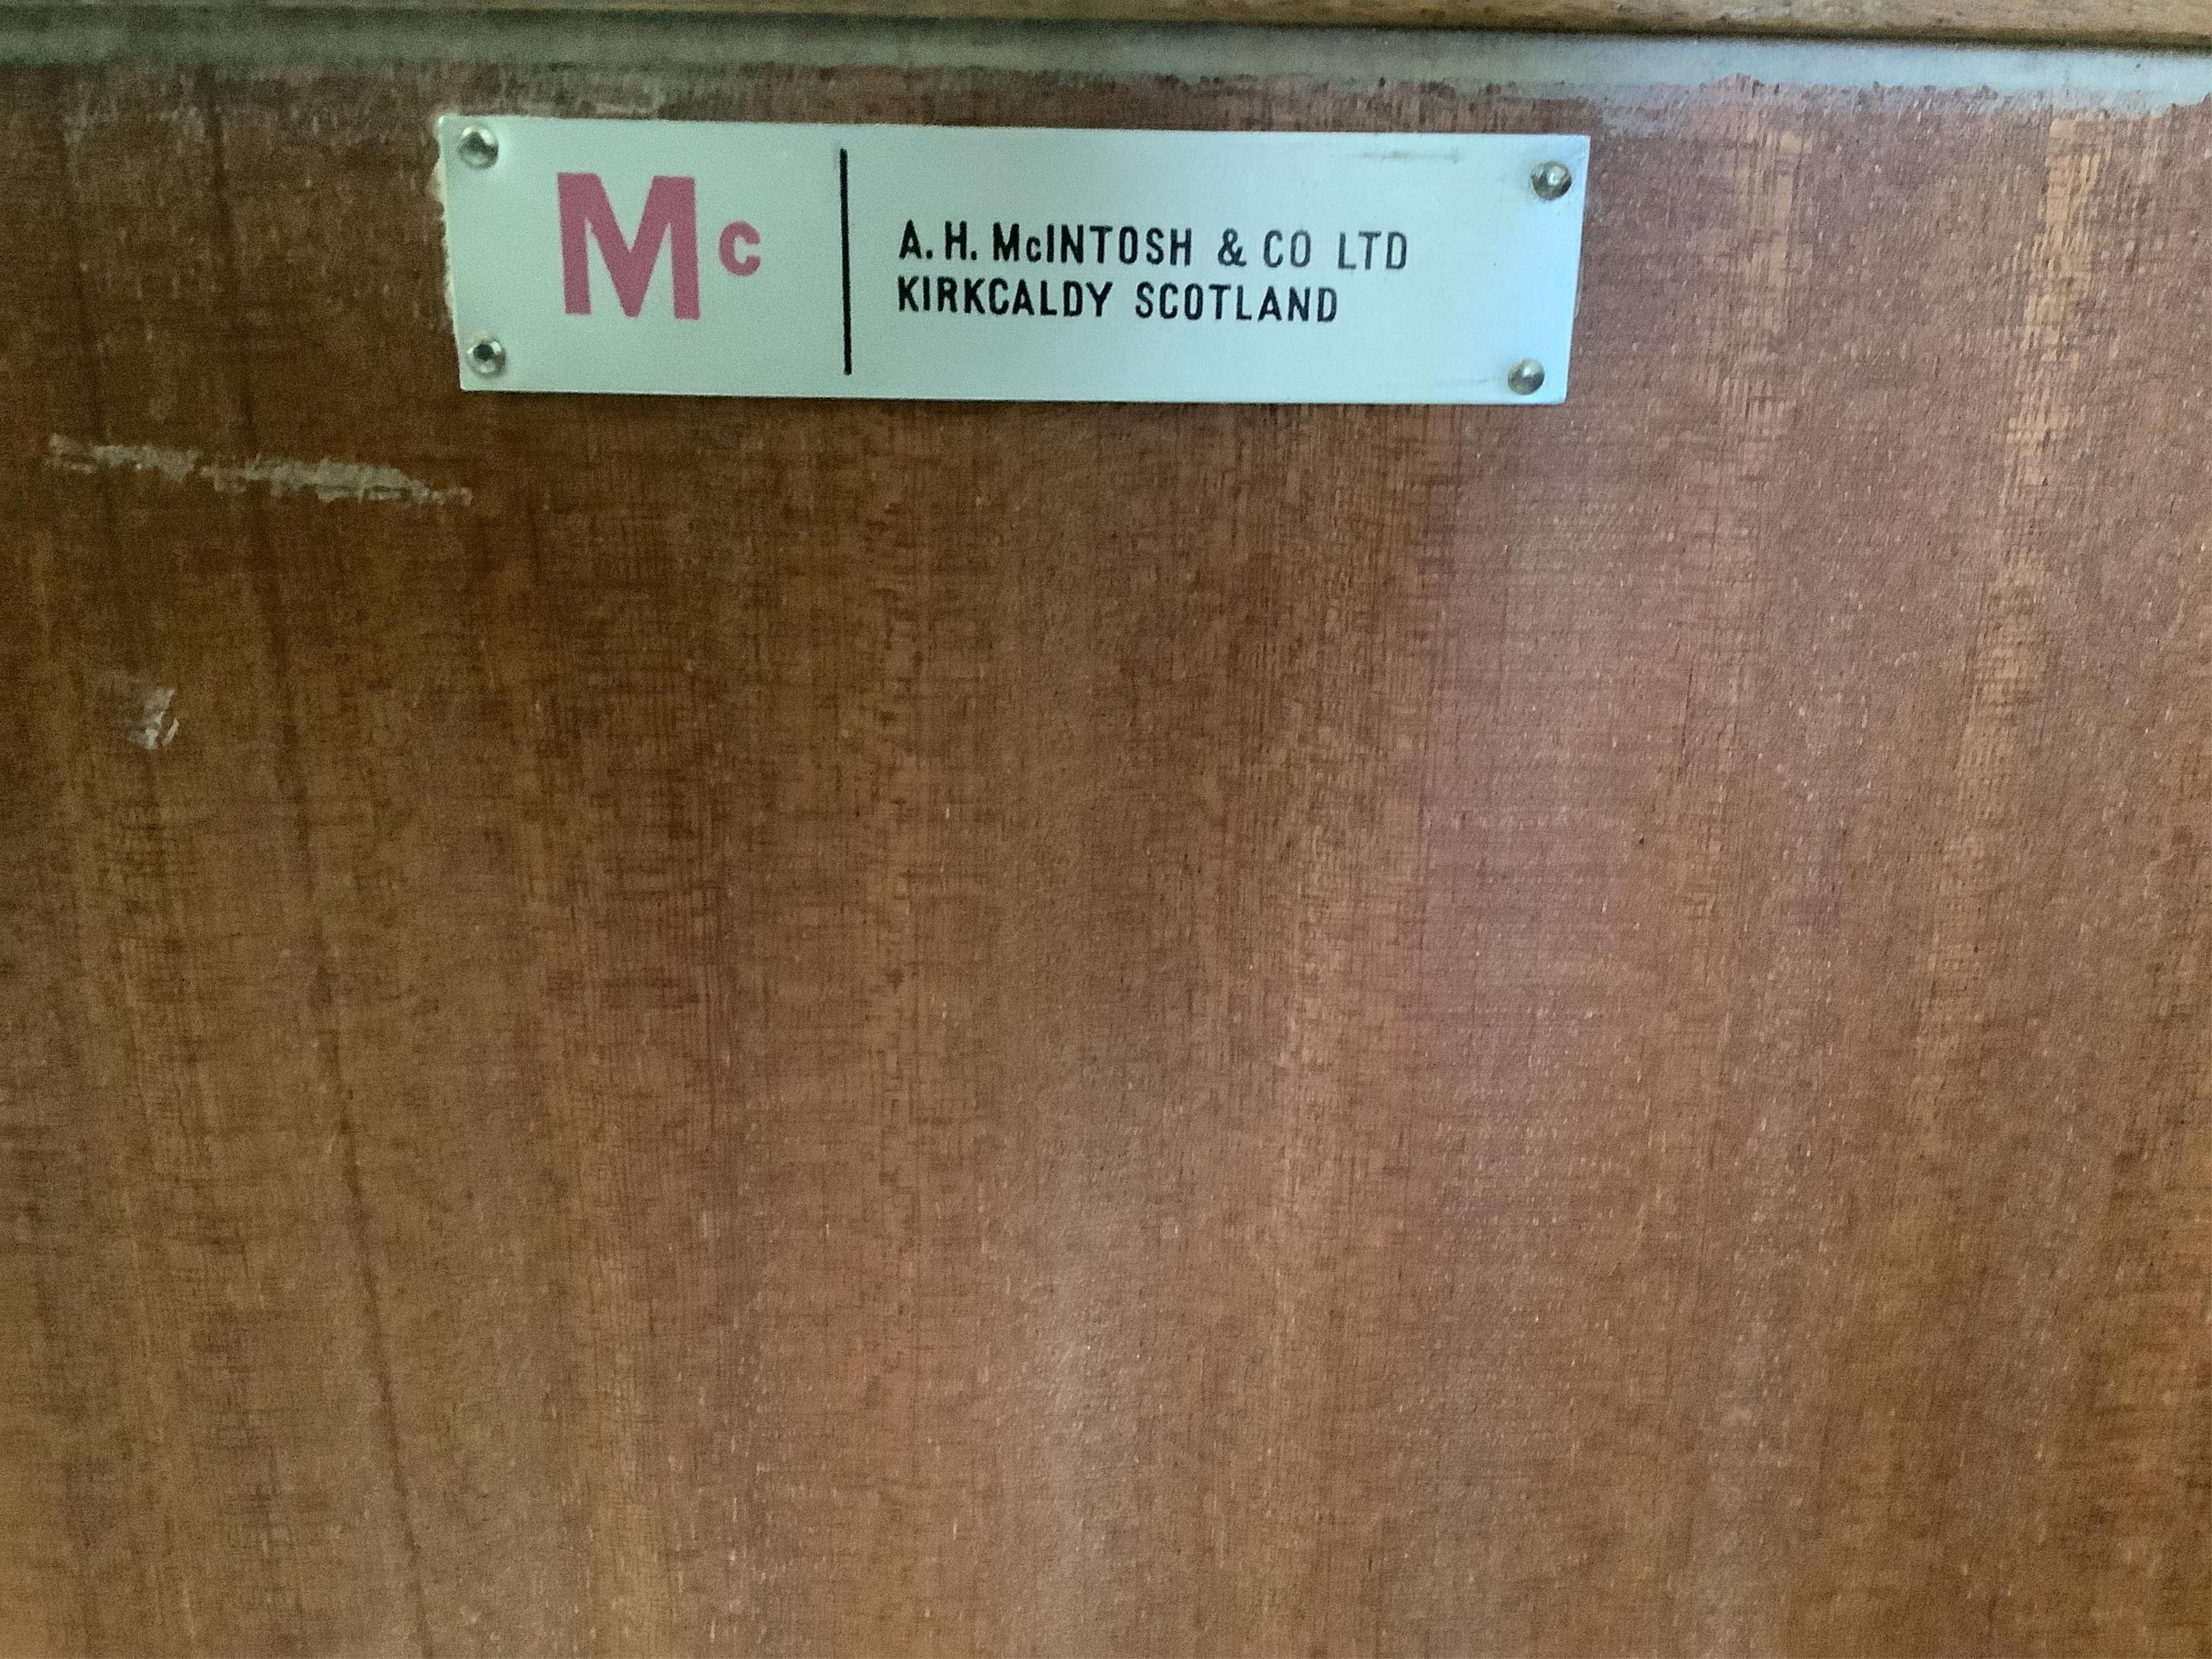 Mc
A. H. McINTOSH & CO LTD
KIRKCALDY SCOTLAND